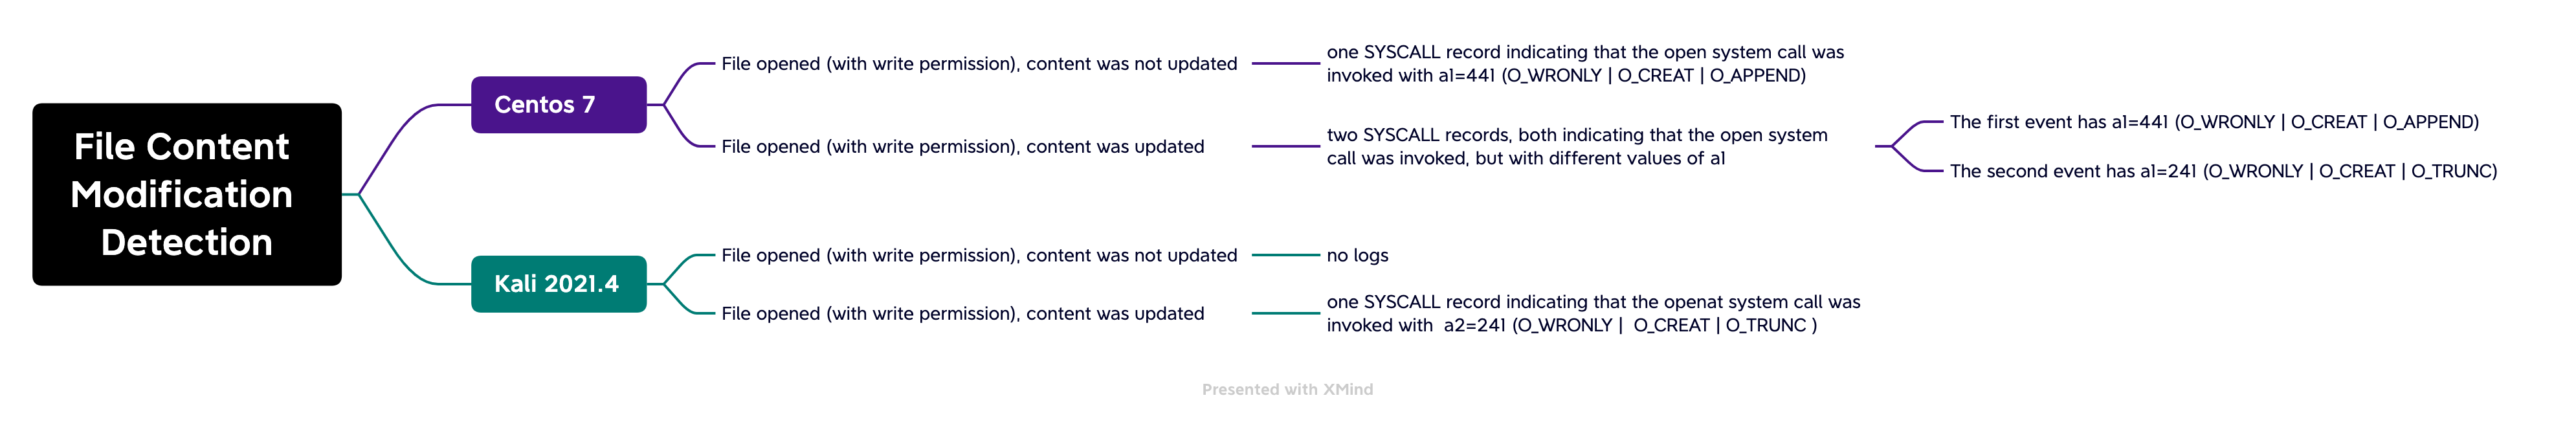 File Content
Modification
Detection
Centos 7
File opened (with write permission), content was not updated
one SYSCALL record indicating that the open system call was
invoked with a1=441 (O_WRONLY | O_CREAT | O_APPEND)
File opened (with write permission), content was updated
two SYSCALL records, both indicating that the open system
call was invoked, but with different values of a1
The first event has a1=441 (O_WRONLY | O_CREAT | O_APPEND)
The second event has a1=241 (O_WRONLY | O_CREAT | O_TRUNC)
Kali 2021.4
File opened (with write permission), content was not updated
no logs
File opened (with write permission), content was updated
one SYSCALL record indicating that the openat system call was
invoked with  a2=241 (O_WRONLY |  O_CREAT | O_TRUNC )
Presented with XMind